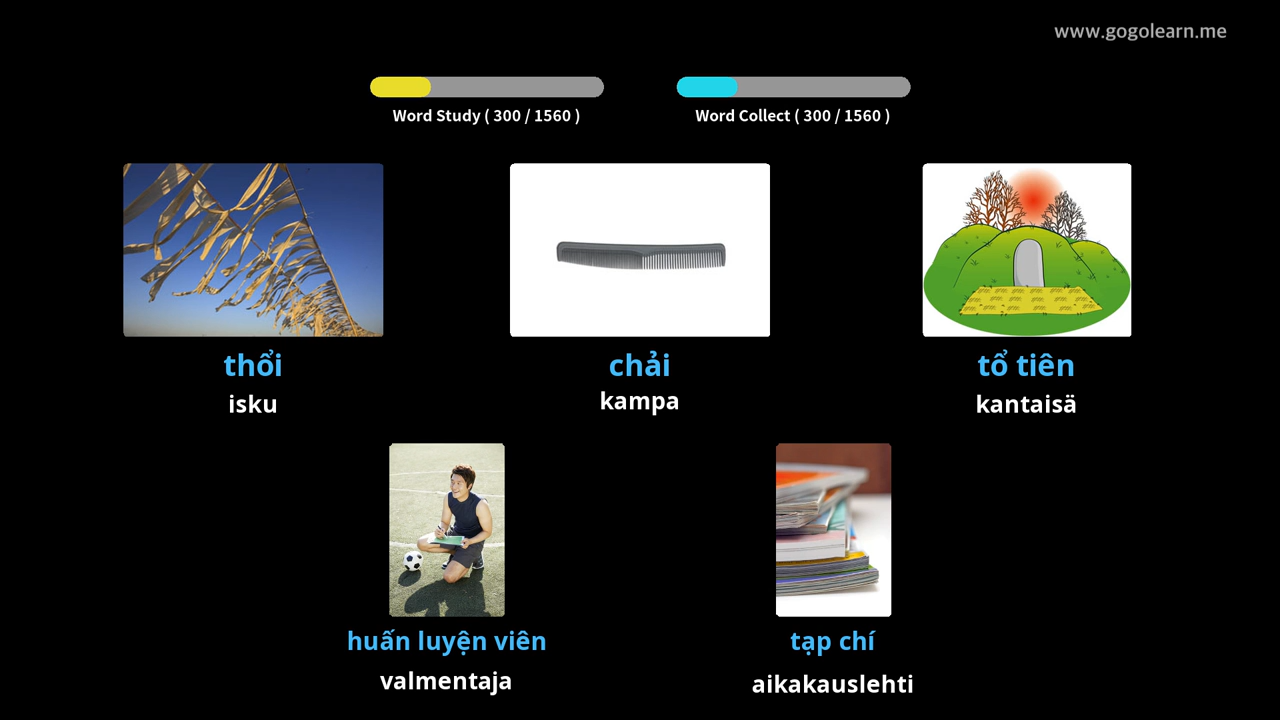 www.gogolearn.me
Word Study ( 300 / 1560 )
Word Collect ( 300 / 1560 )
thổi
isku
chải
kampa
tổ tiên
kantaisä
huấn luyện viên
valmentaja
tạp chí
aikakauslehti